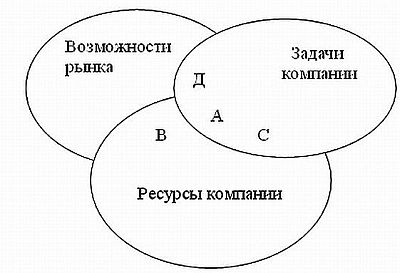 Возможности
рынка
Задачи
компании
Д
А
В
С
Ресурсы компании